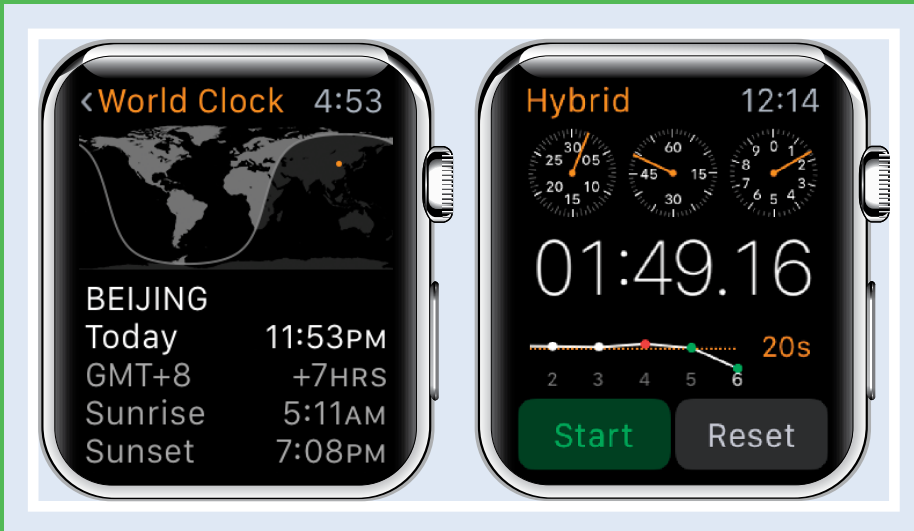 <World Clock 4:53
BEIJING
Today 11:53PM
GMT+8 +7HRS
Sunrise 5:11AM
Sunset 7:08PM
Hybrid 12:14
30 05 10 15 20 25
60 15 30 45
0 1 2 3 4 5 6 7 8 9
01:49.16
20s
2 3 4 5 6
Start Reset